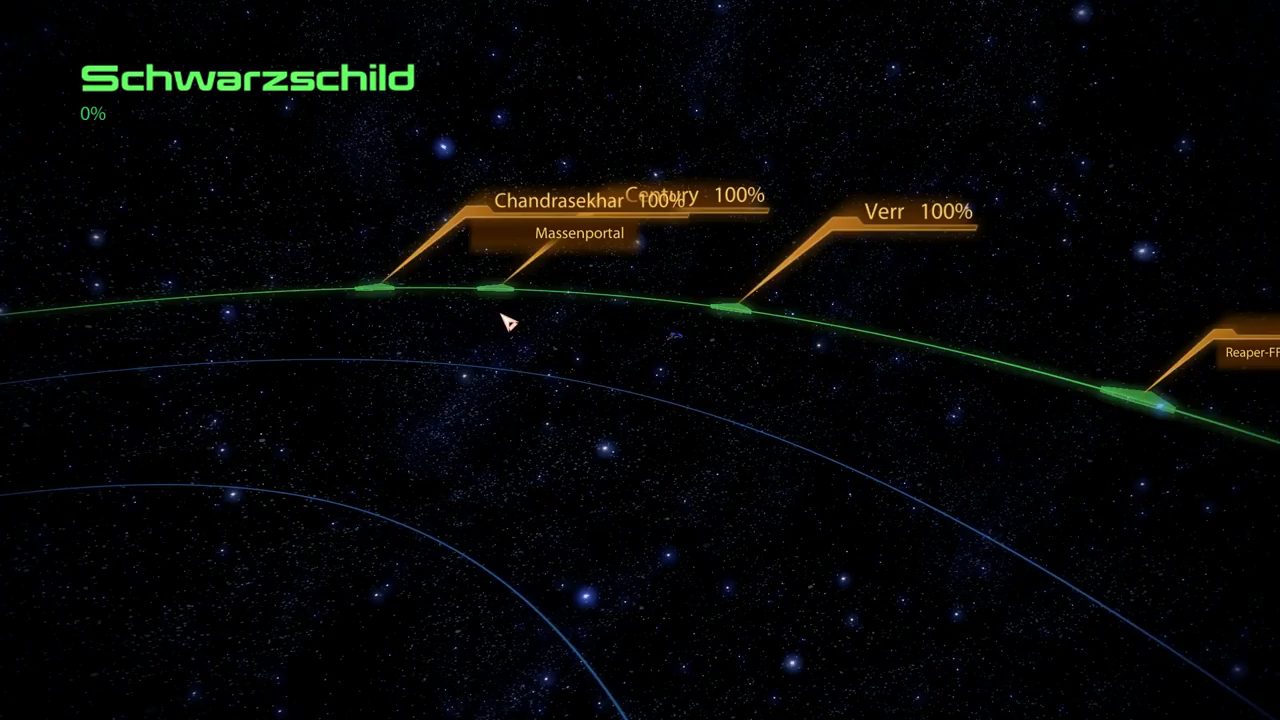 Schwarzschild
0%
Chandrasekhar 100%
Century 100%
Massenportal
Verr 100%